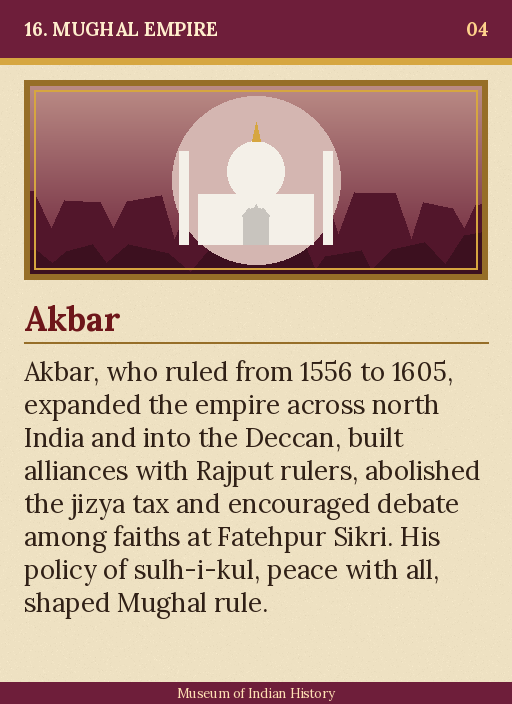 16. MUGHAL EMPIRE
04
Akbar
Akbar, who ruled from 1556 to 1605,
expanded the empire across north
India and into the Deccan, built
alliances with Rajput rulers, abolished
the jizya tax and encouraged debate
among faiths at Fatehpur Sikri. His
policy of sulh-i-kul, peace with all,
shaped Mughal rule.
Museum of Indian History